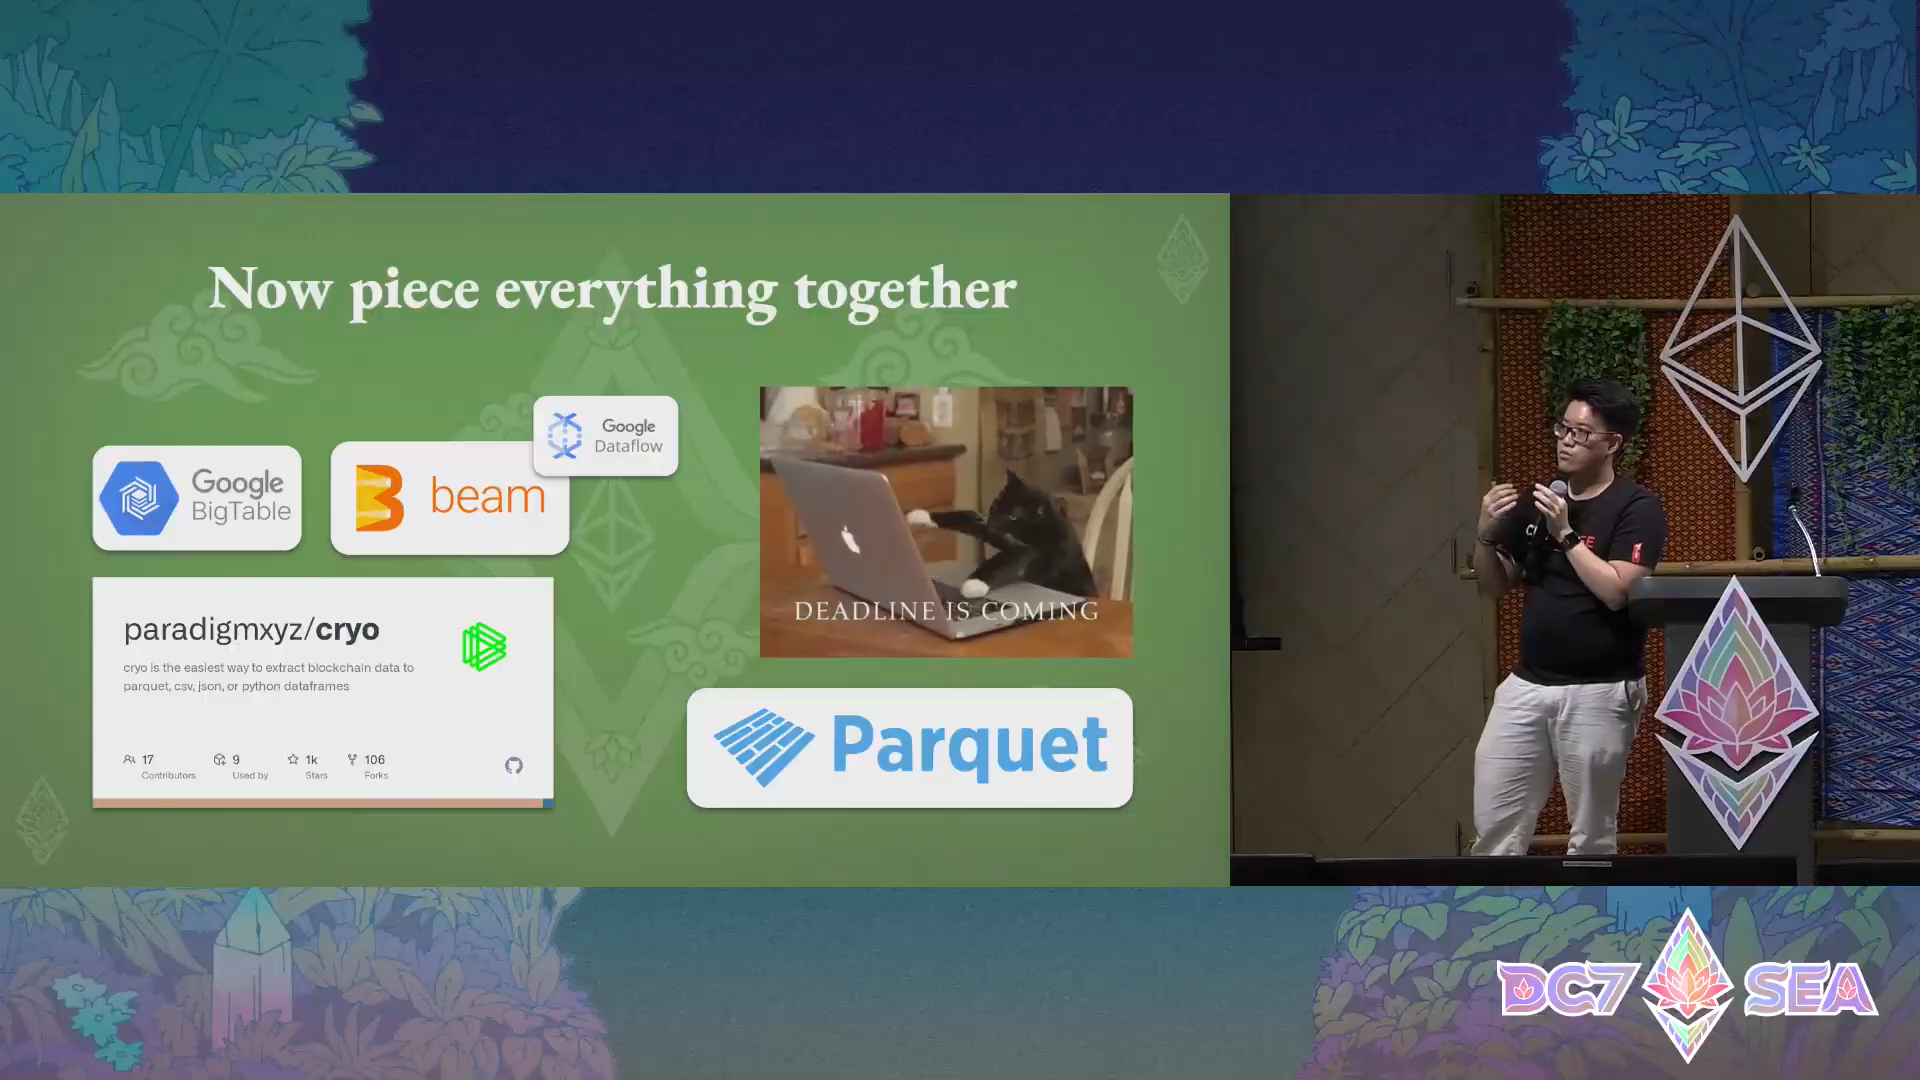 Now piece everything together
Google
BigTable
beam
Google
Dataflow
DEADLINE IS COMING
paradigmxyz/cryo
cryo is the easiest way to extract blockchain data to
parquet, csv, json, or python dataframes
17
Contributors
9
Used by
1k
Stars
106
Forks
Parquet
DC7 SEA